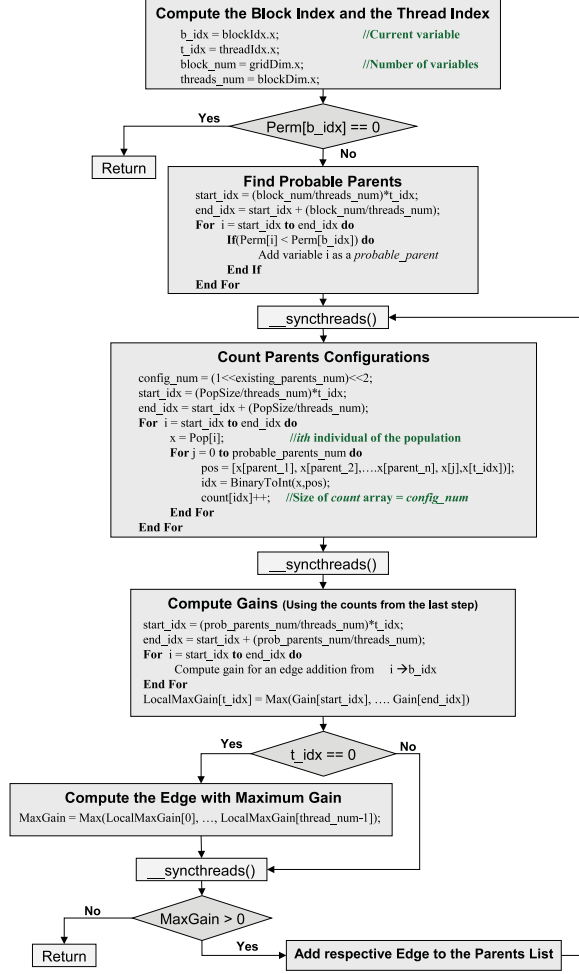 Compute the Block Index and the Thread Index
b_idx = blockIdx.x; //Current variable
t_idx = threadIdx.x;
block_num = gridDim.x; //Number of variables
threads_num = blockDim.x;
Yes
Perm[b_idx] == 0
Return
No
Find Probable Parents
start_idx = (block_num/threads_num)*t_idx;
end_idx = start_idx + (block_num/threads_num);
For i = start_idx to end_idx do
If(Perm[i] < Perm[b_idx]) do
Add variable i as a probable_parent
End If
End For
__syncthreads()
Count Parents Configurations
config_num = (1<<existing_parents_num)<<2;
start_idx = (PopSize/threads_num)*t_idx;
end_idx = start_idx + (PopSize/threads_num);
For i = start_idx to end_idx do
x = Pop[i]; //ith individual of the population
For j = 0 to probable_parents_num do
pos = [x[parent_1], x[parent_2],….x[parent_n], x[j],x[t_idx])];
idx = BinaryToInt(x,pos);
count[idx]++; //Size of count array = config_num
End For
End For
__syncthreads()
Compute Gains (Using the counts from the last step)
start_idx = (prob_parents_num/threads_num)*t_idx;
end_idx = start_idx + (prob_parents_num/threads_num);
For i = start_idx to end_idx do
Compute gain for an edge addition from i →b_idx
End For
LocalMaxGain[t_idx] = Max(Gain[start_idx], …. Gain[end_idx])
Yes
t_idx == 0
No
Compute the Edge with Maximum Gain
MaxGain = Max(LocalMaxGain[0], …, LocalMaxGain[thread_num-1]);
__syncthreads()
No
MaxGain > 0
Return
Yes
Add respective Edge to the Parents List